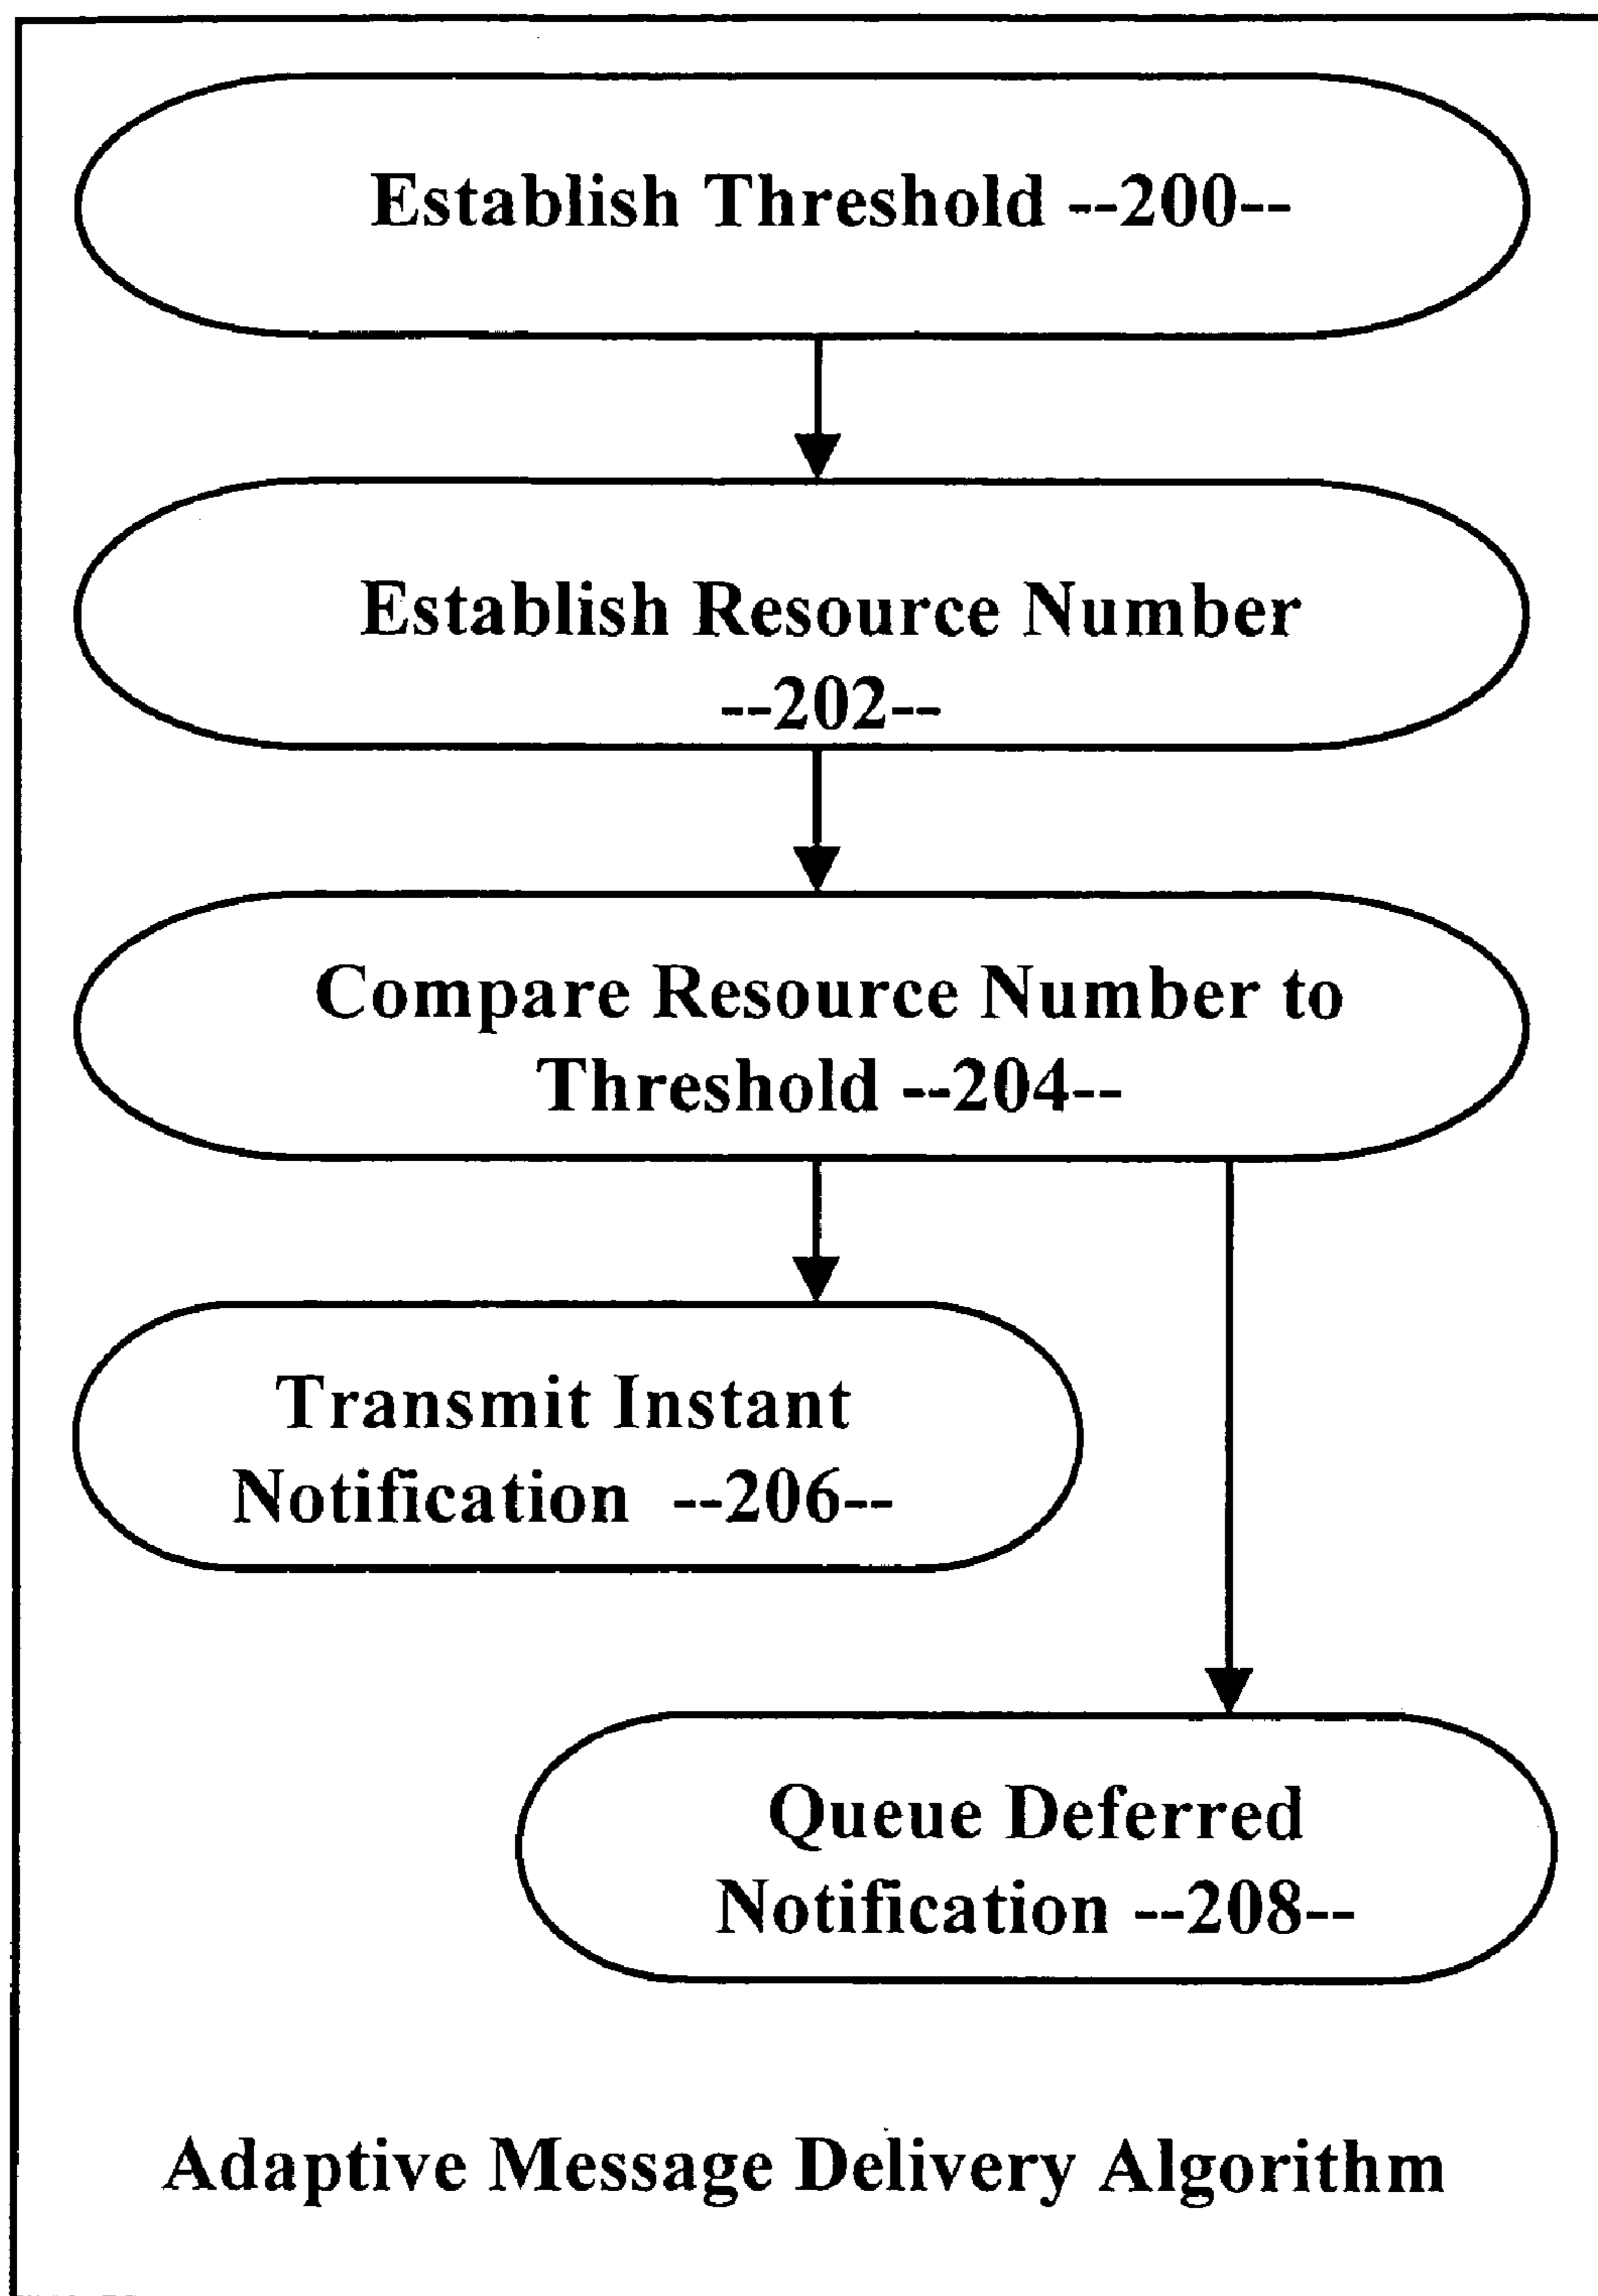 Establish Threshold --200--
Establish Resource Number
--202--
Compare Resource Number to
Threshold --204--
Transmit Instant
Notification --206--
Queue Deferred
Notification --208--
Adaptive Message Delivery Algorithm